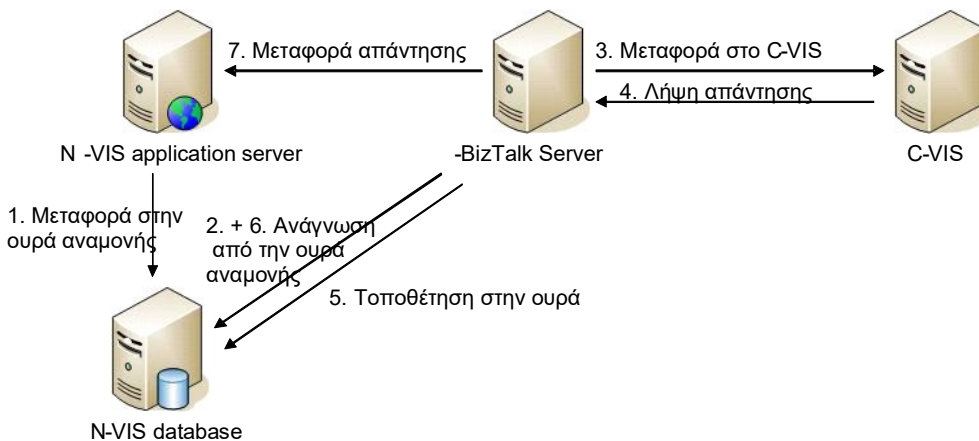 7. Μεταφορά απάντησης
3. Μεταφορά στο C-VIS
4. Λήψη απάντησης
N -VIS application server
-BizTalk Server
C-VIS
1. Μεταφορά στην
ουρά αναμονής
2. + 6. Ανάγνωση
από την ουρά
αναμονής
5. Τοποθέτηση στην ουρά
N-VIS database